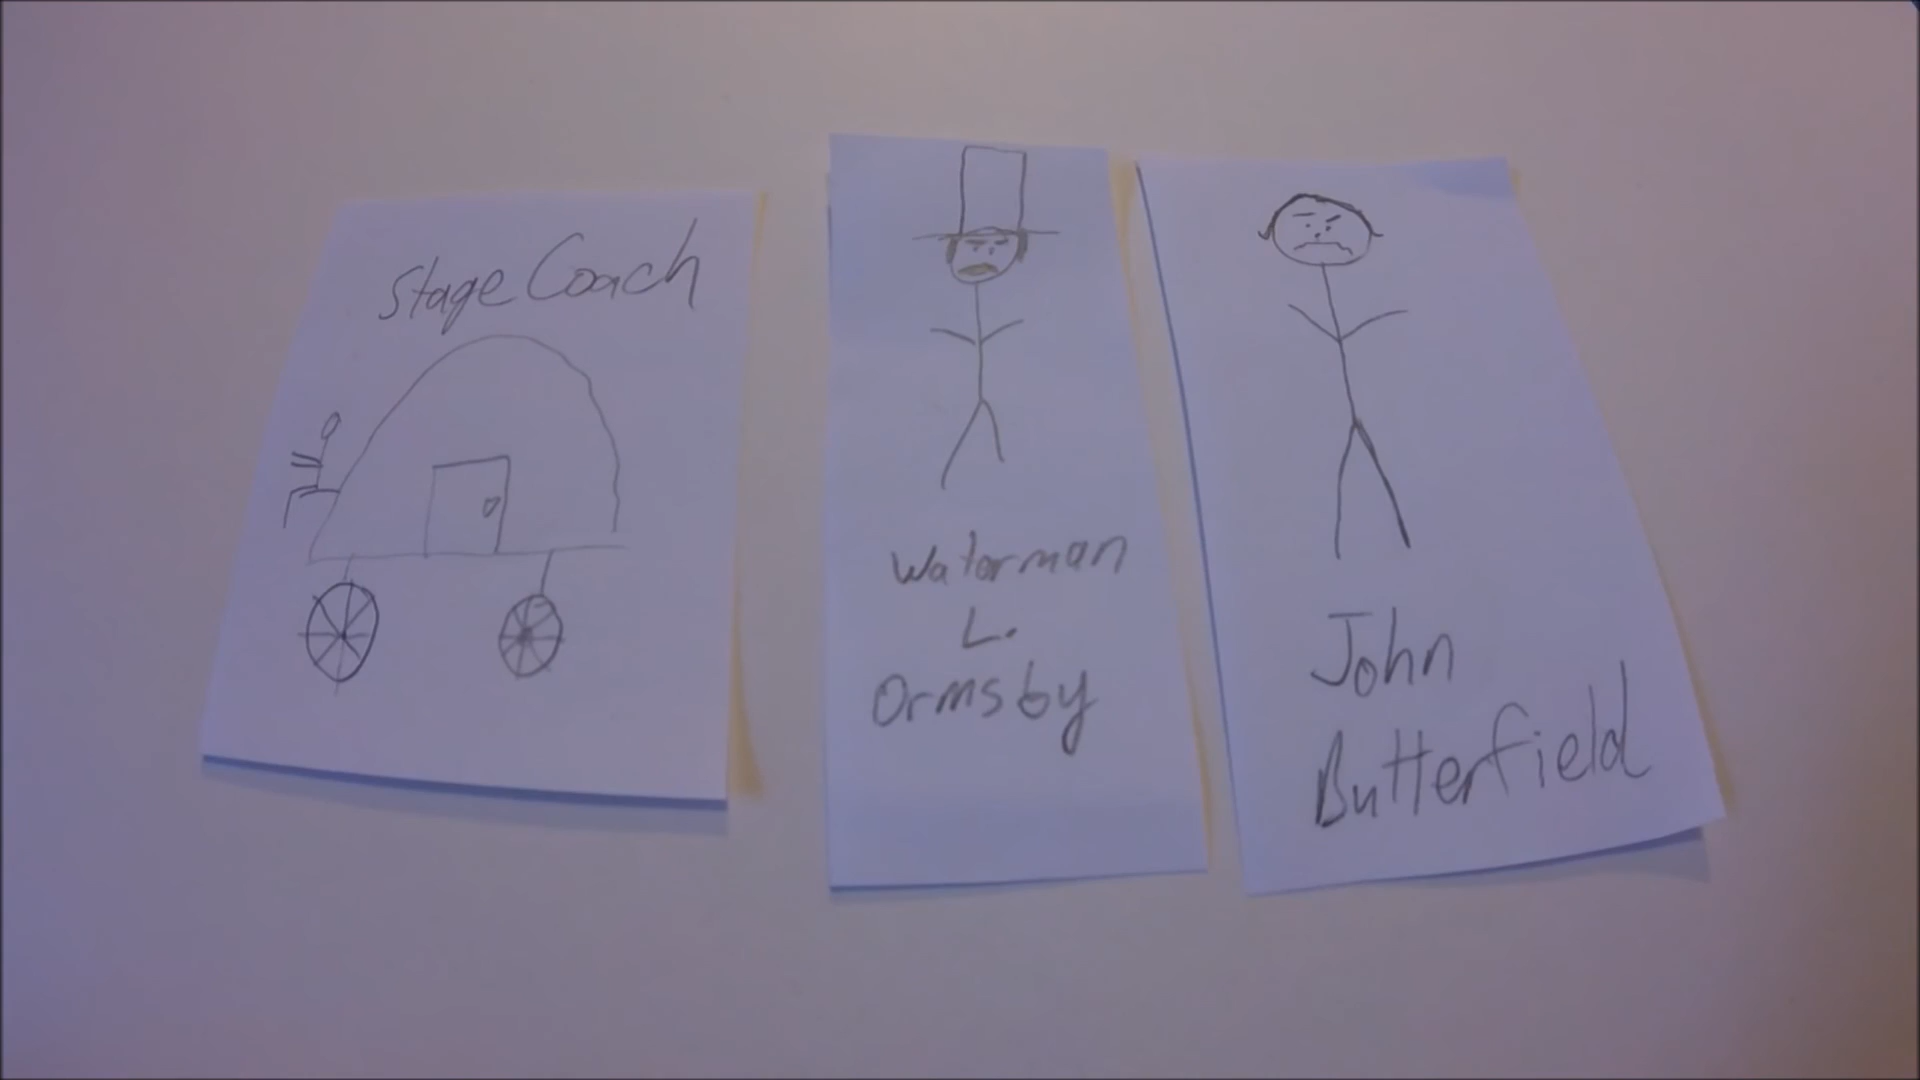 Stage Coach
Waterman
L.
Ormsby
John
Butterfield